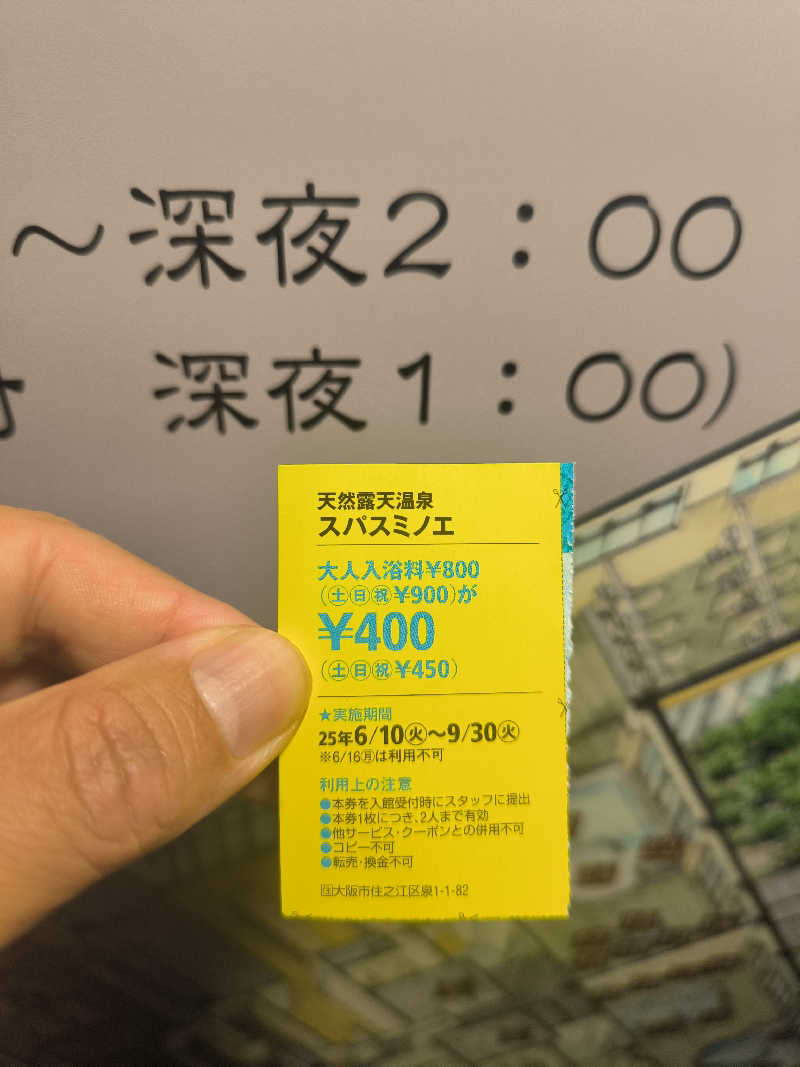 ～深夜2：00
深夜1：00)
天然露天温泉
スパスミノエ
大人入浴料¥800
(㊏㊐㊗¥900)が
¥400
(㊏㊐㊗¥450)
★実施期間
25年6/10㊋～9/30㊋
※6/16㊊は利用不可
利用上の注意
●本券を入館受付時にスタッフに提出
●本券1枚につき、2人まで有効
●他サービス・クーポンとの併用不可
●コピー不可
●転売・換金不可
大阪市住之江区泉1-1-82